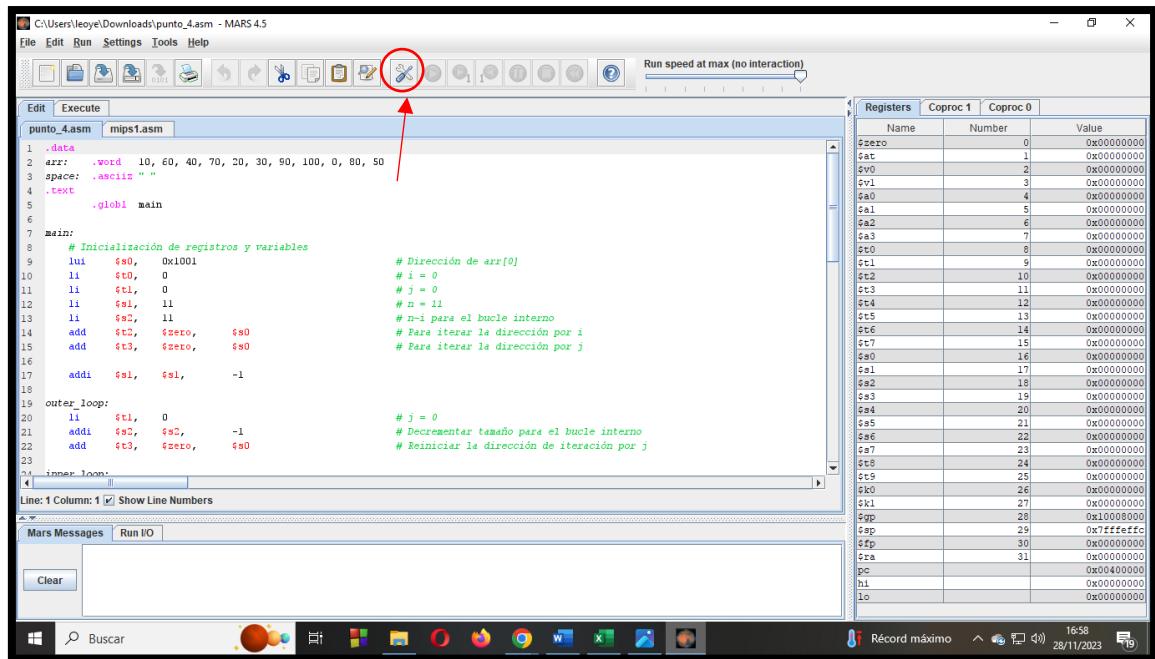 C:\Users\leoye\Downloads\punto_4.asm - MARS 4.5
File Edit Run Settings Tools Help
Run speed at max (no interaction)
Edit Execute
punto_4.asm mips1.asm
1 .data
2 arr: .word 10, 60, 40, 70, 20, 30, 90, 100, 0, 80, 50
3 space: .asciiz " "
4 .text
5 .globl main
6
7 main:
8 # Inicialización de registros y variables
9 lui $s0, 0x1001 # Dirección de arr[0]
10 li $t0, 0 # i = 0
11 li $t1, 0 # j = 0
12 li $s1, 11 # n = 11
13 li $s2, 11 # n-i para el bucle interno
14 add $t2, $zero, $s0 # Para iterar la dirección por i
15 add $t3, $zero, $s0 # Para iterar la dirección por j
16
17 addi $s1, $s1, -1
18
19 outer_loop:
20 li $t1, 0 # j = 0
21 addi $s2, $s2, -1 # Decrementar tamaño para el bucle interno
22 add $t3, $zero, $s0 # Reiniciar la dirección de iteración por j
23
24 inner_loop:
Line: 1 Column: 1 Show Line Numbers
Mars Messages Run I/O
Clear
Registers Coproc 1 Coproc 0
Name Number Value
$zero 0 0x00000000
$at 1 0x00000000
$v0 2 0x00000000
$v1 3 0x00000000
$a0 4 0x00000000
$a1 5 0x00000000
$a2 6 0x00000000
$a3 7 0x00000000
$t0 8 0x00000000
$t1 9 0x00000000
$t2 10 0x00000000
$t3 11 0x00000000
$t4 12 0x00000000
$t5 13 0x00000000
$t6 14 0x00000000
$t7 15 0x00000000
$s0 16 0x00000000
$s1 17 0x00000000
$s2 18 0x00000000
$s3 19 0x00000000
$s4 20 0x00000000
$s5 21 0x00000000
$s6 22 0x00000000
$s7 23 0x00000000
$t8 24 0x00000000
$t9 25 0x00000000
$k0 26 0x00000000
$k1 27 0x00000000
$gp 28 0x10008000
$sp 29 0x7fffeffc
$fp 30 0x00000000
$ra 31 0x00000000
pc 0x00400000
hi 0x00000000
lo 0x00000000
Buscar
Récord máximo
16:58
28/11/2023
19